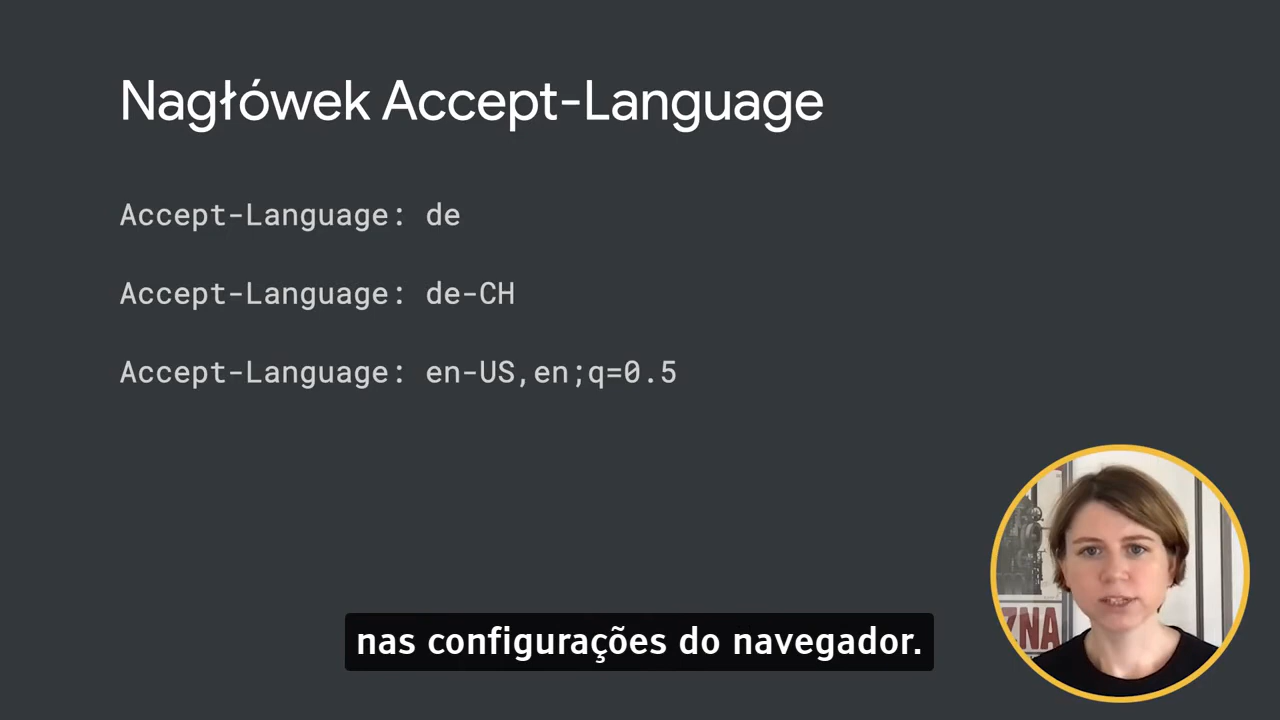 Nagłówek Accept-Language
Accept-Language: de
Accept-Language: de-CH
Accept-Language: en-US,en;q=0.5
ZNA
nas configurações do navegador.